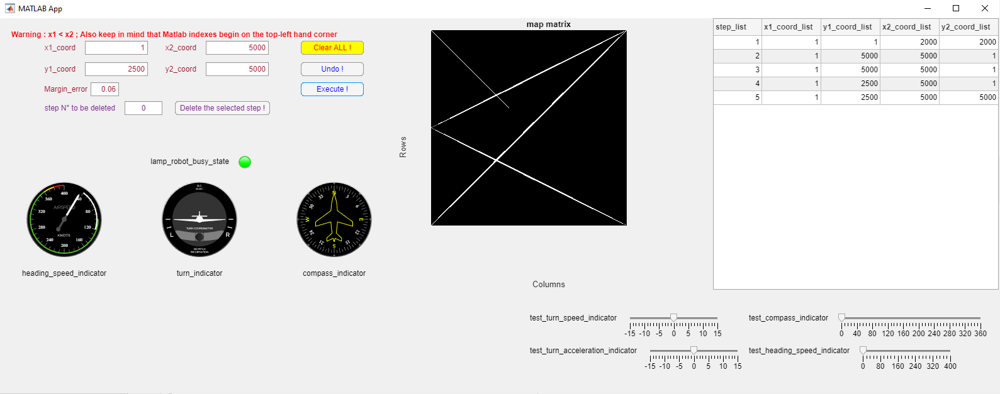 MATLAB App
Warning : x1 < x2 ; Also keep in mind that Matlab indexes begin on the top-left hand corner
x1_coord 1 x2_coord 5000 Clear ALL !
y1_coord 2500 y2_coord 5000 Undo !
Margin_error 0.06 Execute !
step N° to be deleted 0 Delete the selected step !
lamp_robot_busy_state
400
360 40
AIRSPEED
320 80
280 120
KNOTS
240 160
200
heading_speed_indicator
D.C.
ELEC
TURN COORDINATOR
L R
NO PITCH
INFORMATION
turn_indicator
N
33 3
30 6
W E
24 12
21 15
S
compass_indicator
map matrix
Rows
Columns
step_list x1_coord_list y1_coord_list x2_coord_list y2_coord_list
1 1 1 2000 2000
2 1 5000 5000 1
3 1 5000 5000 1
4 1 2500 5000 1
5 1 2500 5000 5000
test_turn_speed_indicator
-15 -10 -5 0 5 10 15
test_compass_indicator
0 40 80 120 160 200 240 280 320 360
test_turn_acceleration_indicator
-15 -10 -5 0 5 10 15
test_heading_speed_indicator
0 80 160 240 320 400